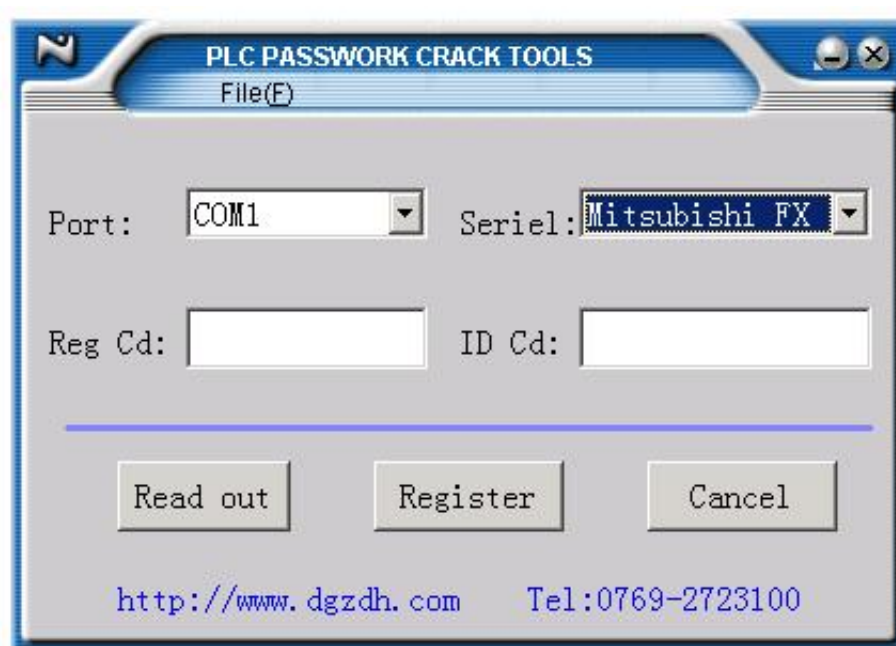 PLC PASSWORK CRACK TOOLS
File(F)
Port: COM1 Seriel: Mitsubishi FX
Reg Cd: ID Cd:
Read out Register Cancel
http://www.dgzdh.com Tel:0769-2723100